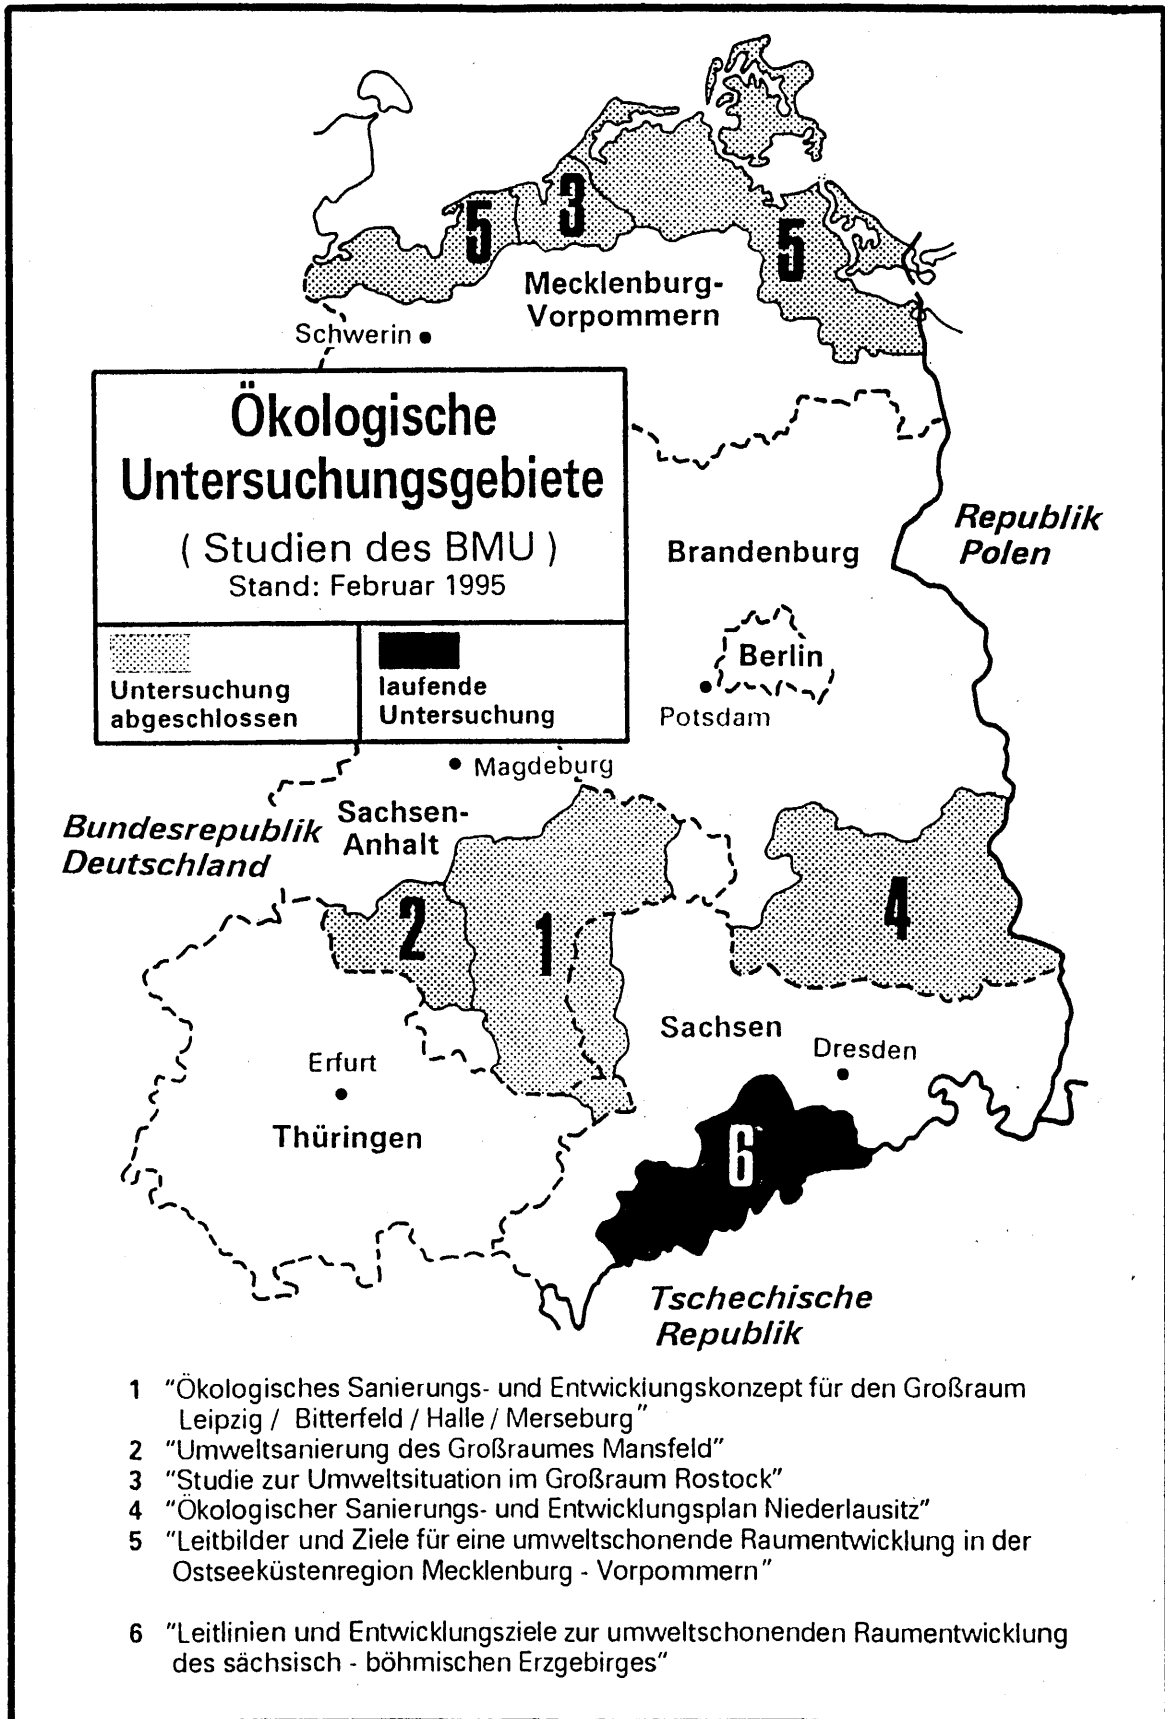 5
3
5
Mecklenburg-
Vorpommern
Schwerin
Ökologische
Untersuchungsgebiete
( Studien des BMU )
Stand: Februar 1995
Untersuchung
abgeschlossen
laufende
Untersuchung
Republik
Polen
Brandenburg
Berlin
Potsdam
Magdeburg
Sachsen-
Anhalt
Bundesrepublik
Deutschland
2
1
4
Sachsen
Dresden
Erfurt
Thüringen
6
Tschechische
Republik
1 "Ökologisches Sanierungs- und Entwicklungskonzept für den Großraum
Leipzig / Bitterfeld / Halle / Merseburg"
2 "Umweltsanierung des Großraumes Mansfeld"
3 "Studie zur Umweltsituation im Großraum Rostock"
4 "Ökologischer Sanierungs- und Entwicklungsplan Niederlausitz"
5 "Leitbilder und Ziele für eine umweltschonende Raumentwicklung in der
Ostseeküstenregion Mecklenburg - Vorpommern"
6 "Leitlinien und Entwicklungsziele zur umweltschonenden Raumentwicklung
des sächsisch - böhmischen Erzgebirges"